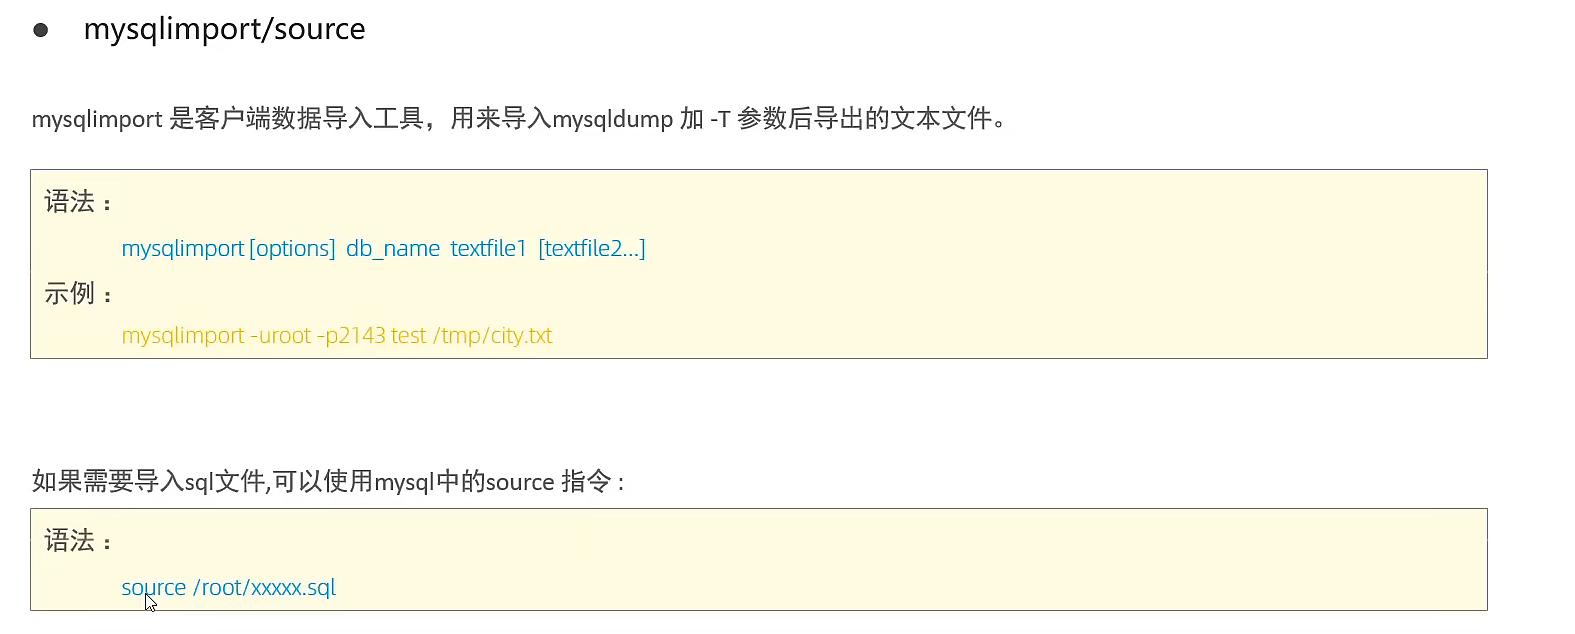 ● mysqlimport/source
mysqlimport 是客户端数据导入工具，用来导入mysqldump 加 -T 参数后导出的文本文件。
语法：
mysqlimport [options] db_name textfile1 [textfile2...]
示例：
mysqlimport -uroot -p2143 test /tmp/city.txt
如果需要导入sql文件,可以使用mysql中的source 指令 :
语法：
source /root/xxxxx.sql